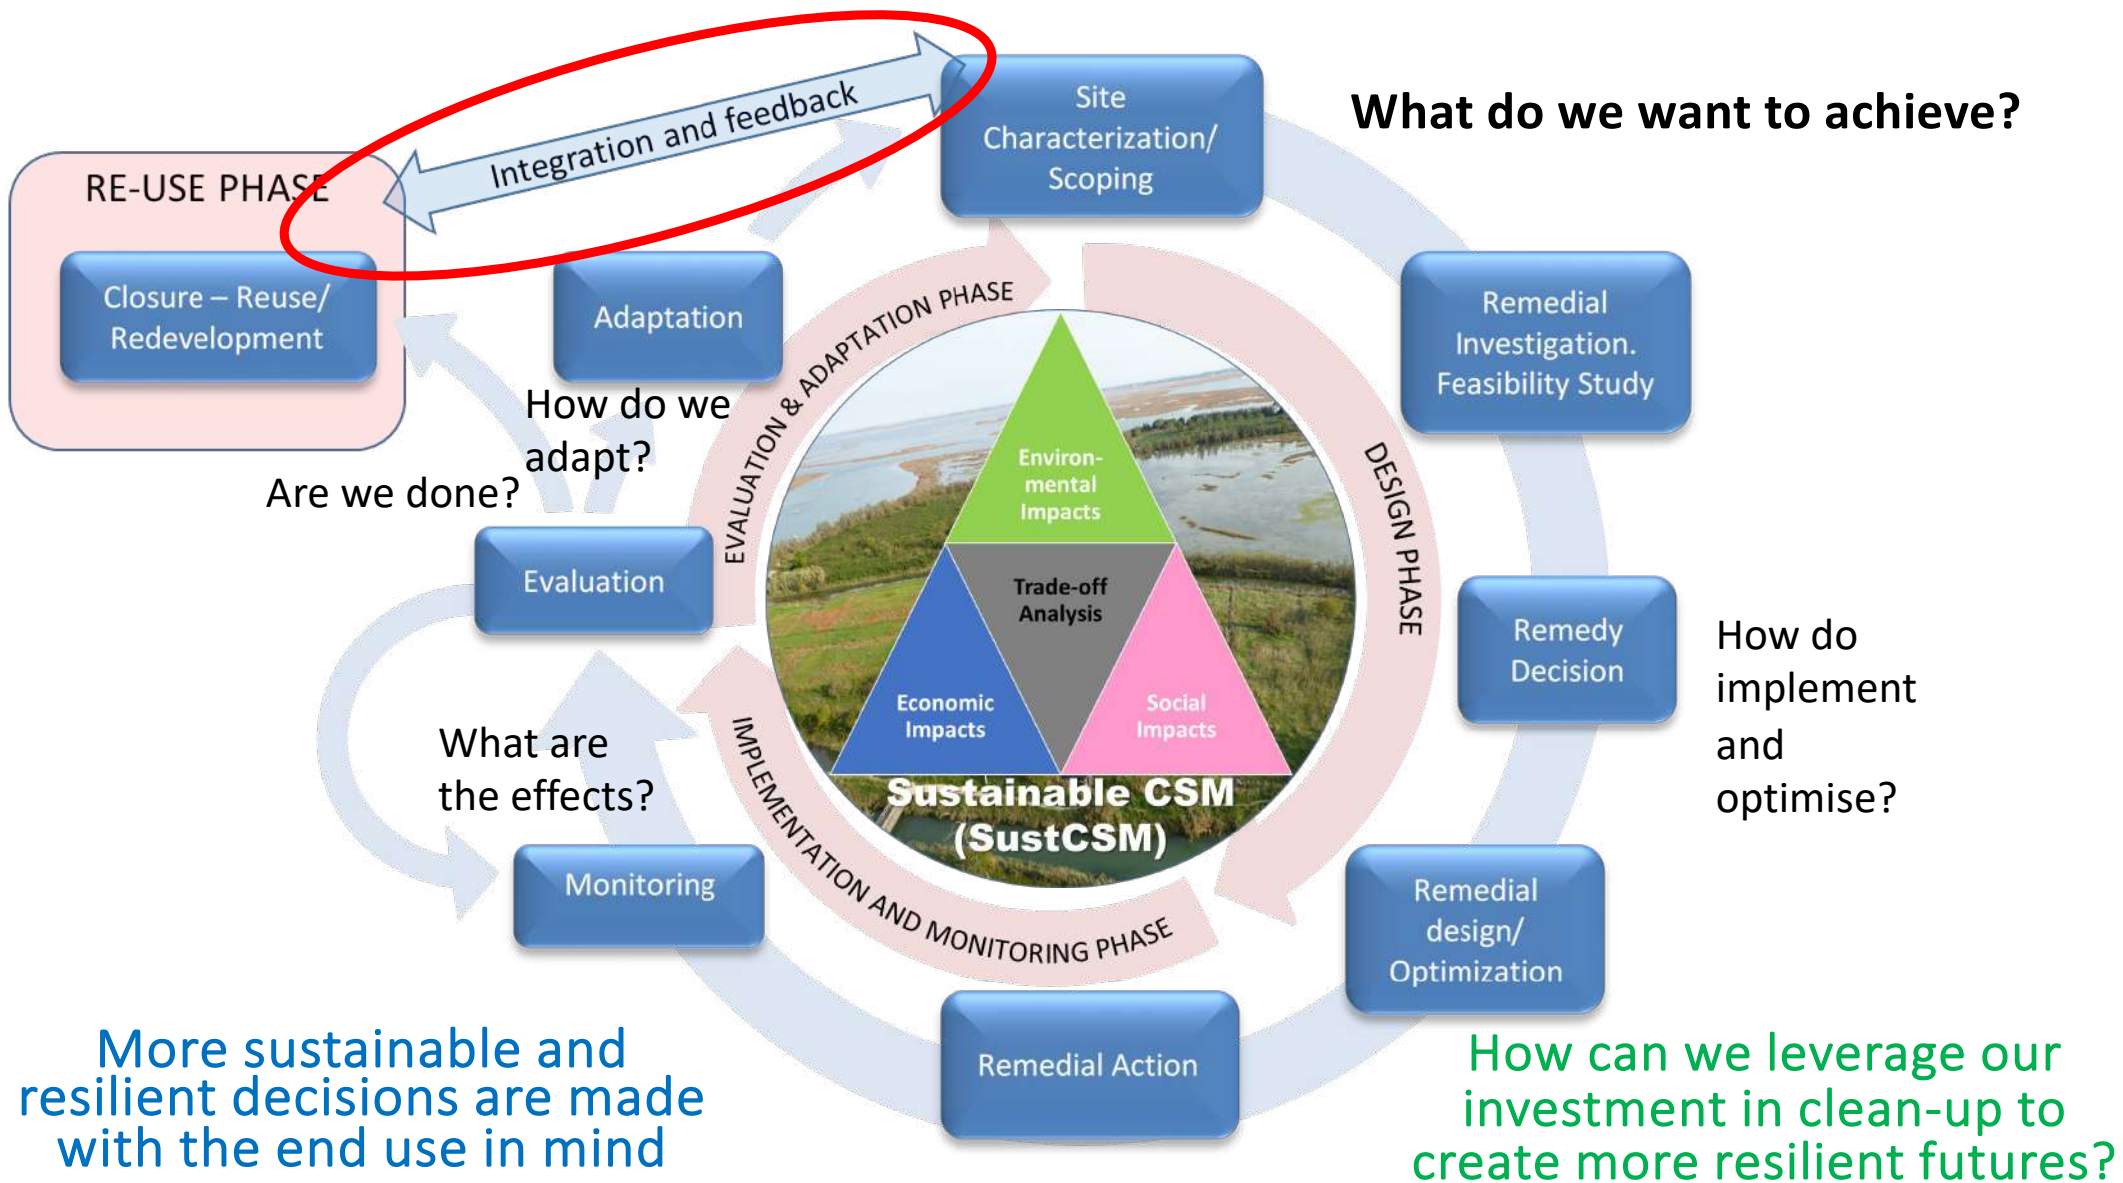 Integration and feedback
Site
Characterization/
Scoping
What do we want to achieve?
RE-USE PHASE
Closure – Reuse/
Redevelopment
Adaptation
EVALUATION & ADAPTATION PHASE
Remedial
Investigation.
Feasibility Study
How do we
adapt?
Are we done?
Environ-
mental
Impacts
DESIGN PHASE
Evaluation
Trade-off
Analysis
Remedy
Decision
How do
implement
and
optimise?
Economic
Impacts
Social
Impacts
What are
the effects?
Sustainable CSM
(SustCSM)
IMPLEMENTATION AND MONITORING PHASE
Monitoring
Remedial
design/
Optimization
Remedial Action
More sustainable and
resilient decisions are made
with the end use in mind
How can we leverage our
investment in clean-up to
create more resilient futures?